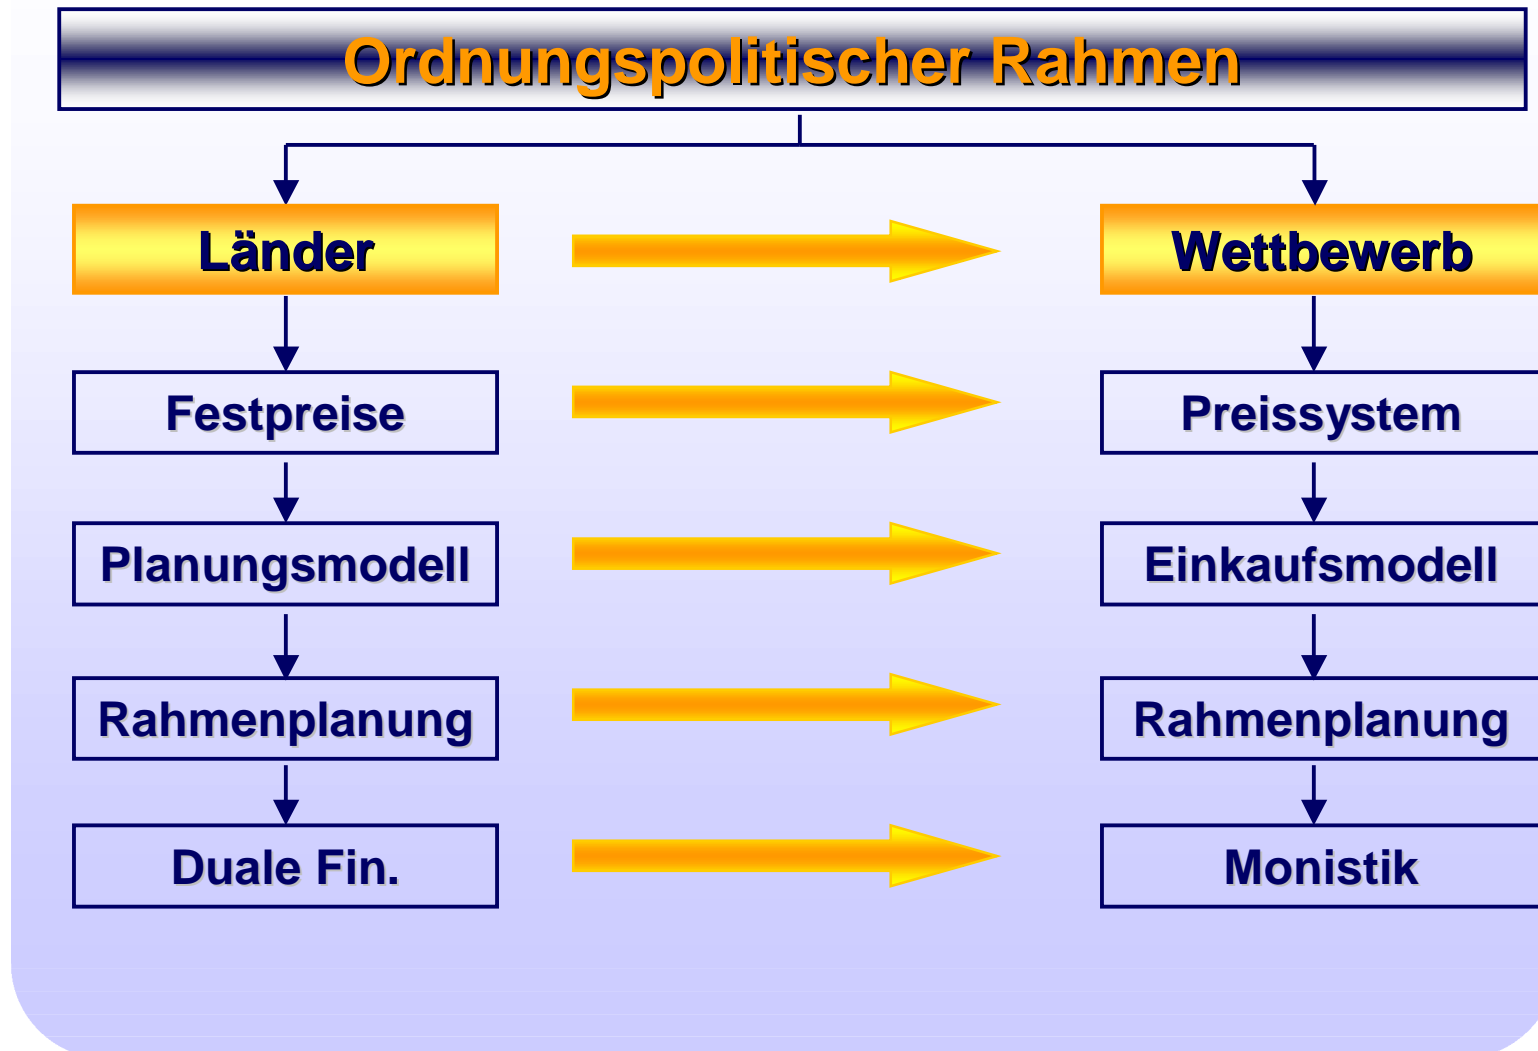 Ordnungspolitischer Rahmen
Länder
Wettbewerb
Festpreise
Preissystem
Planungsmodell
Einkaufsmodell
Rahmenplanung
Rahmenplanung
Duale Fin.
Monistik